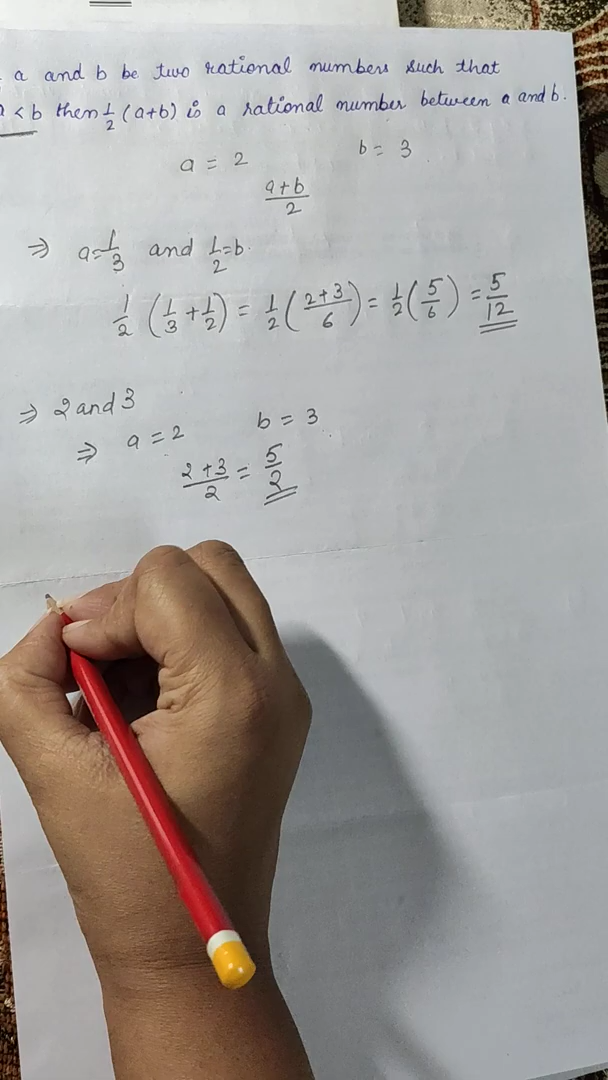 a and b be two rational numbers such that
a < b then 1/2 (a+b) is a rational number between a and b.
a = 2 b = 3
a+b/2
⇒ a=1/3 and 1/2=b.
1/2 (1/3 + 1/2) = 1/2 (2+3/6) = 1/2 (5/6) = 5/12
⇒ 2 and 3
⇒ a = 2 b = 3
2+3/2 = 5/2